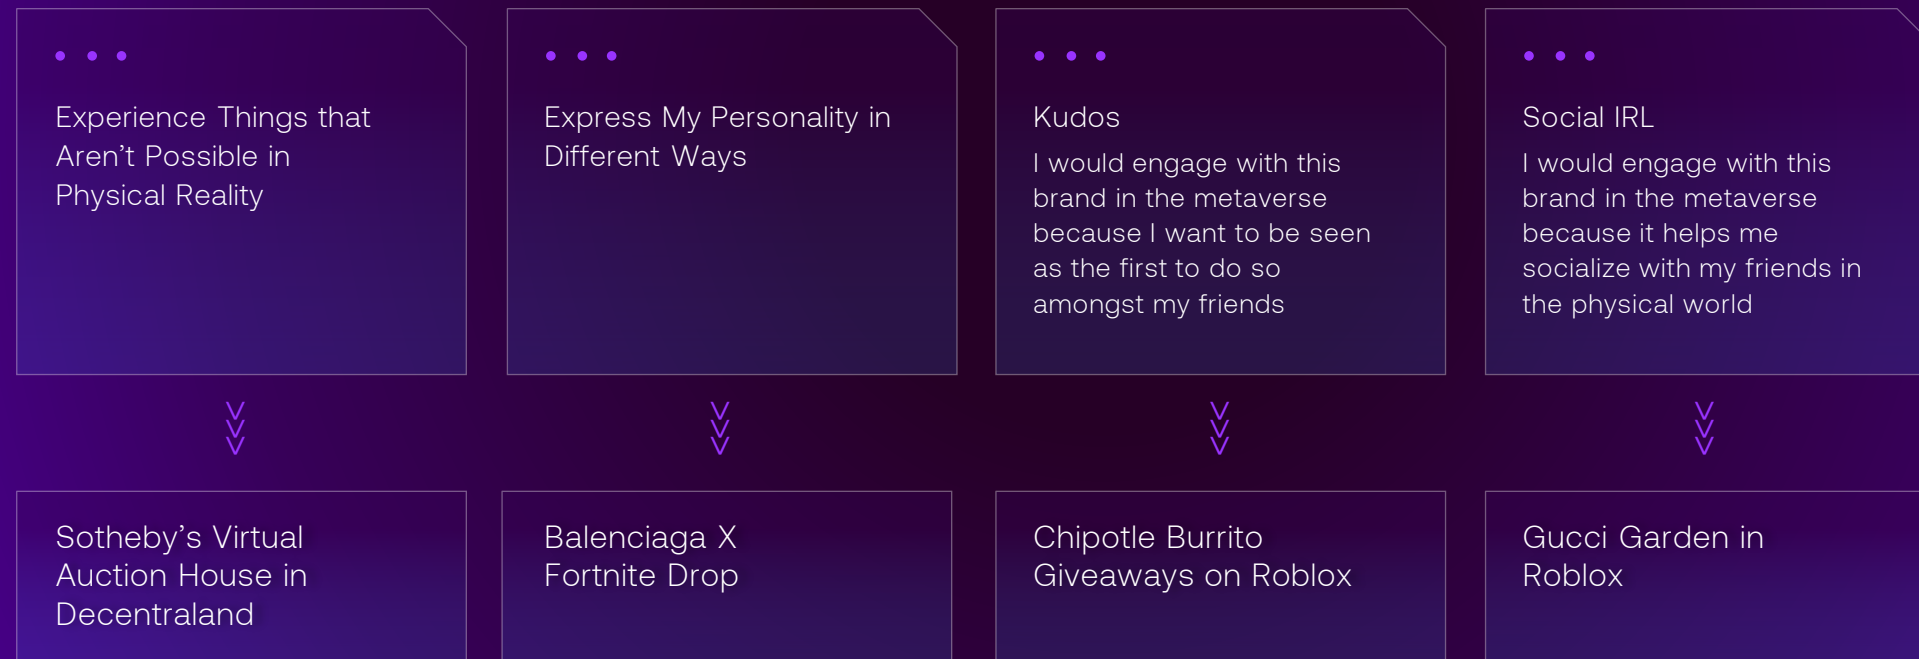 Experience Things that
Aren’t Possible in
Physical Reality
Express My Personality in
Different Ways
Kudos
I would engage with this
brand in the metaverse
because I want to be seen
as the first to do so
amongst my friends
Social IRL
I would engage with this
brand in the metaverse
because it helps me
socialize with my friends in
the physical world
Sotheby’s Virtual
Auction House in
Decentraland
Balenciaga X
Fortnite Drop
Chipotle Burrito
Giveaways on Roblox
Gucci Garden in
Roblox